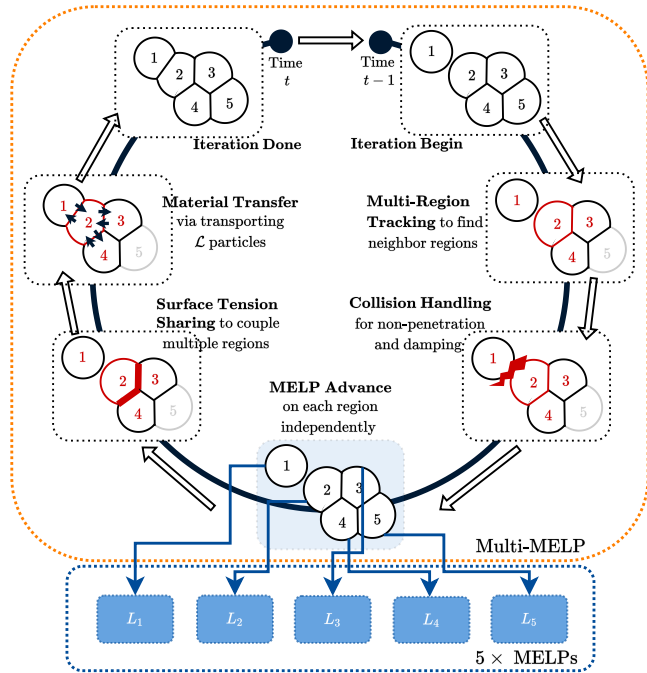 1
2
3
4
5
Time
t
Iteration Done
Time
t − 1
1
2
3
4
5
Iteration Begin
1
2
3
4
5
Material Transfer
via transporting
ℒ particles
Multi-Region
Tracking to find
neighbor regions
1
2
3
4
5
Surface Tension
Sharing to couple
multiple regions
1
2
3
4
5
Collision Handling
for non-penetration
and damping
1
2
3
4
5
MELP Advance
on each region
independently
1
2
3
4
5
Multi-MELP
L₁
L₂
L₃
L₄
L₅
5 × MELPs